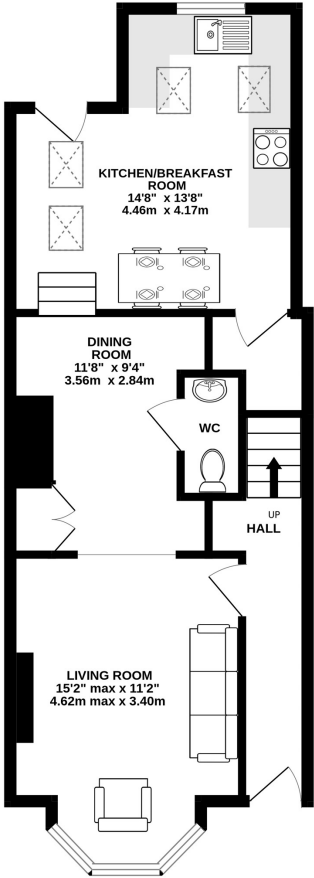 KITCHEN/BREAKFAST
ROOM
14'8" x 13'8"
4.46m x 4.17m
DINING
ROOM
11'8" x 9'4"
3.56m x 2.84m
WC
UP
HALL
LIVING ROOM
15'2" max x 11'2"
4.62m max x 3.40m